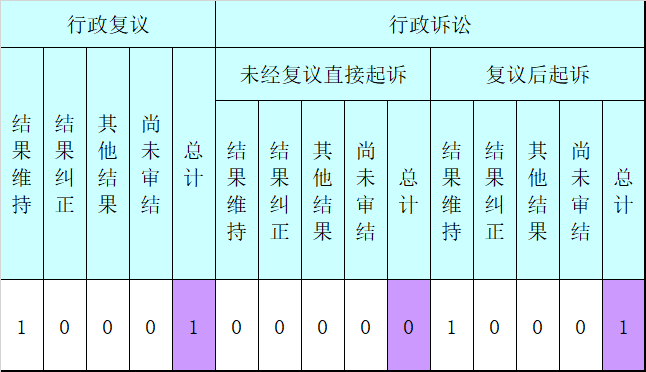 行政复议 行政诉讼
未经复议直接起诉 复议后起诉
结果维持 结果纠正 其他结果 尚未审结 总计 结果维持 结果纠正 其他结果 尚未审结 总计 结果维持 结果纠正 其他结果 尚未审结 总计
1 0 0 0 1 0 0 0 0 0 1 0 0 0 1